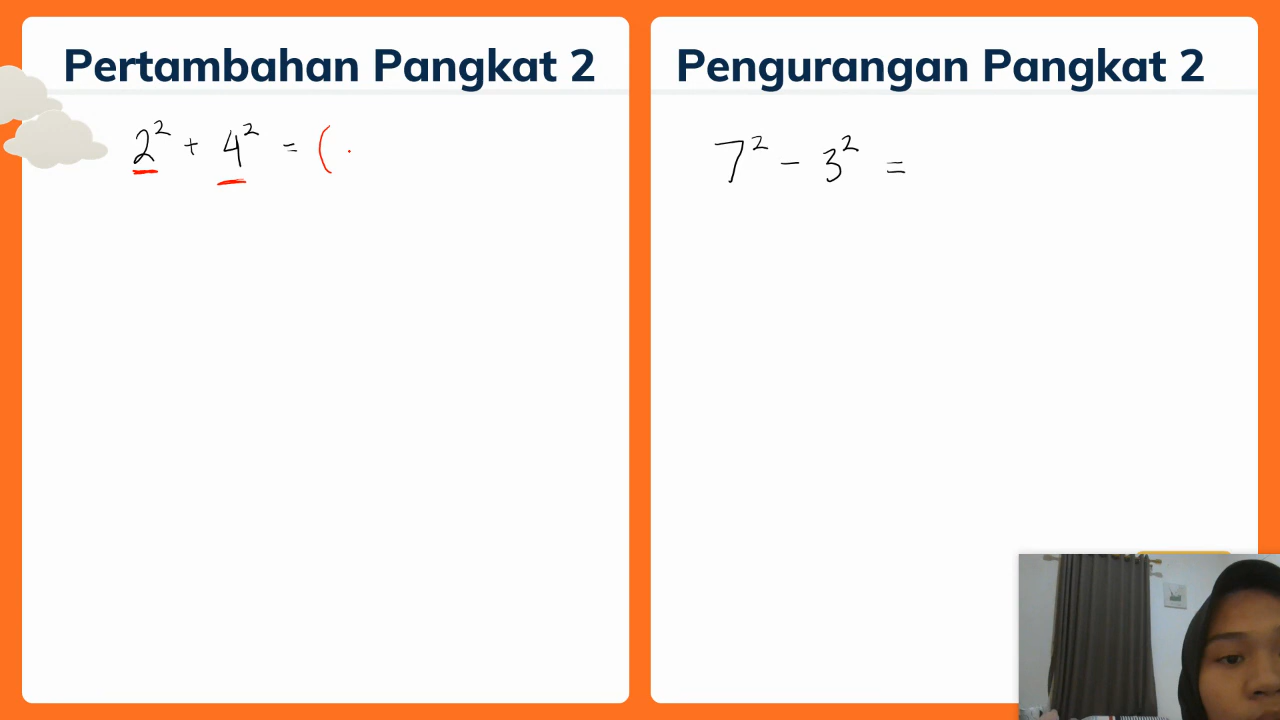 Pertambahan Pangkat 2
2² + 4² = ( .
Pengurangan Pangkat 2
7² - 3² =